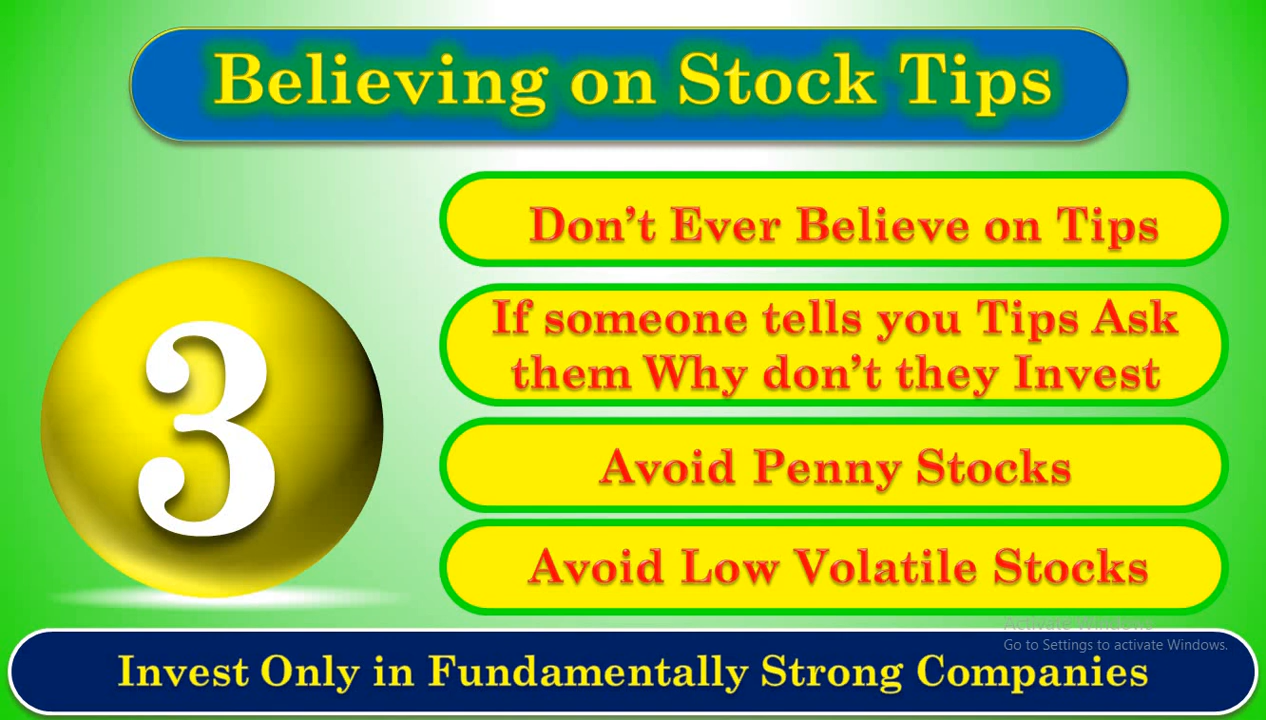 Believing on Stock Tips
Don't Ever Believe on Tips
If someone tells you Tips Ask
them Why don't they Invest
3
Avoid Penny Stocks
Avoid Low Volatile Stocks
Activate Windows
Go to Settings to activate Windows.
Invest Only in Fundamentally Strong Companies